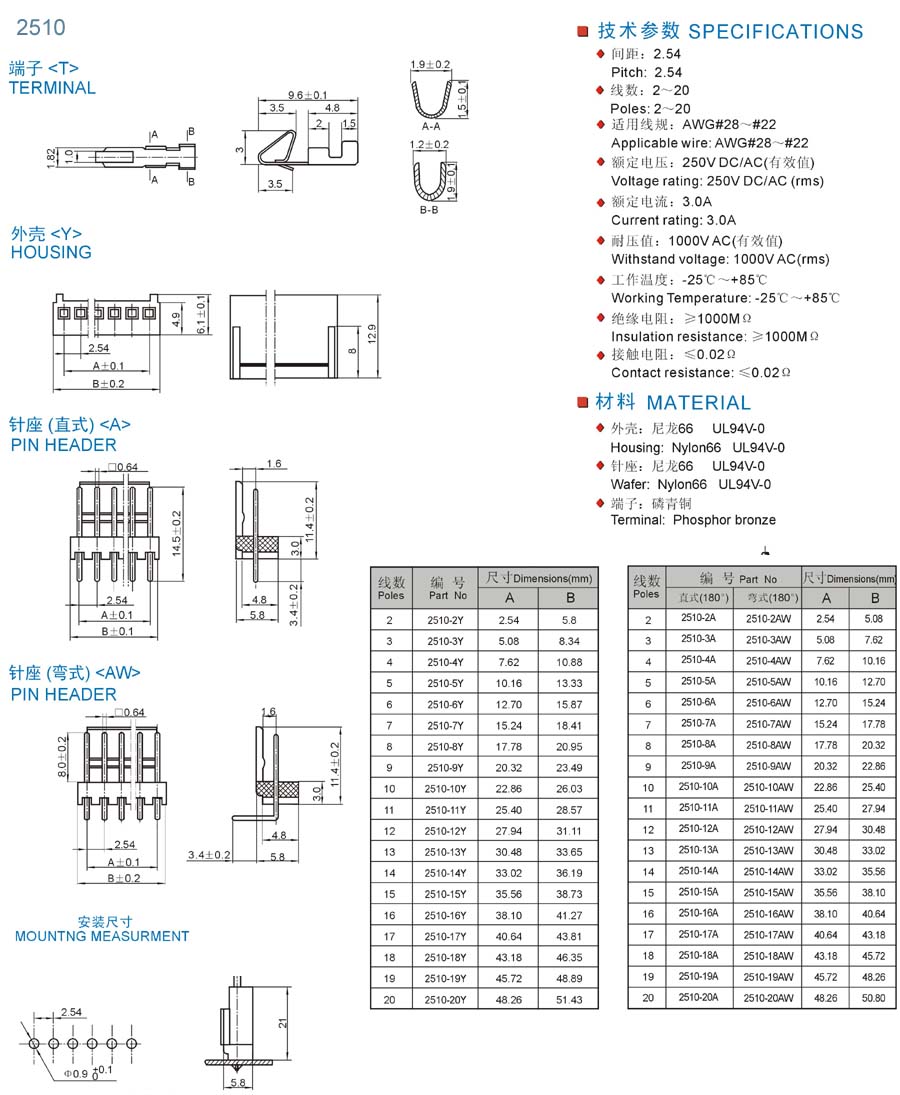 2510
端子 <T>
TERMINAL
1.82
1.0
A
B
A
B
9.6±0.1
3.5
4.8
2
1.5
3
3.5
1.9±0.2
1.5±0.1
A-A
1.2±0.2
1.9±0.1
B-B
外壳 <Y>
HOUSING
2.54
A±0.1
B±0.2
4.9
6.1±0.1
8
12.9
针座 (直式) <A>
PIN HEADER
□0.64
14.5±0.2
2.54
A±0.1
B±0.1
1.6
11.4±0.2
3.0
3.4±0.2
4.8
5.8
针座 (弯式) <AW>
PIN HEADER
□0.64
8.0±0.2
2.54
A±0.1
B±0.2
1.6
11.4±0.2
3.0
4.8
3.4±0.2
5.8
安装尺寸
MOUNTNG MEASURMENT
2.54
Φ0.9 +0.1 0
21
5.8
技术参数 SPECIFICATIONS
间距: 2.54
Pitch: 2.54
线数: 2～20
Poles: 2～20
适用线规: AWG#28～#22
Applicable wire: AWG#28～#22
额定电压: 250V DC/AC(有效值)
Voltage rating: 250V DC/AC (rms)
额定电流: 3.0A
Current rating: 3.0A
耐压值: 1000V AC(有效值)
Withstand voltage: 1000V AC(rms)
工作温度: -25℃～+85℃
Working Temperature: -25℃～+85℃
绝缘电阻: ≥1000MΩ
Insulation resistance: ≥1000MΩ
接触电阻: ≤0.02Ω
Contact resistance: ≤0.02Ω
材料 MATERIAL
外壳: 尼龙66 UL94V-0
Housing: Nylon66 UL94V-0
针座: 尼龙66 UL94V-0
Wafer: Nylon66 UL94V-0
端子: 磷青铜
Terminal: Phosphor bronze
线数 编号 尺寸Dimensions(mm)
Poles Part No A B
2 2510-2Y 2.54 5.8
3 2510-3Y 5.08 8.34
4 2510-4Y 7.62 10.88
5 2510-5Y 10.16 13.33
6 2510-6Y 12.70 15.87
7 2510-7Y 15.24 18.41
8 2510-8Y 17.78 20.95
9 2510-9Y 20.32 23.49
10 2510-10Y 22.86 26.03
11 2510-11Y 25.40 28.57
12 2510-12Y 27.94 31.11
13 2510-13Y 30.48 33.65
14 2510-14Y 33.02 36.19
15 2510-15Y 35.56 38.73
16 2510-16Y 38.10 41.27
17 2510-17Y 40.64 43.81
18 2510-18Y 43.18 46.35
19 2510-19Y 45.72 48.89
20 2510-20Y 48.26 51.43
线数 编号 Part No 尺寸Dimensions(mm)
Poles 直式(180°) 弯式(180°) A B
2 2510-2A 2510-2AW 2.54 5.08
3 2510-3A 2510-3AW 5.08 7.62
4 2510-4A 2510-4AW 7.62 10.16
5 2510-5A 2510-5AW 10.16 12.70
6 2510-6A 2510-6AW 12.70 15.24
7 2510-7A 2510-7AW 15.24 17.78
8 2510-8A 2510-8AW 17.78 20.32
9 2510-9A 2510-9AW 20.32 22.86
10 2510-10A 2510-10AW 22.86 25.40
11 2510-11A 2510-11AW 25.40 27.94
12 2510-12A 2510-12AW 27.94 30.48
13 2510-13A 2510-13AW 30.48 33.02
14 2510-14A 2510-14AW 33.02 35.56
15 2510-15A 2510-15AW 35.56 38.10
16 2510-16A 2510-16AW 38.10 40.64
17 2510-17A 2510-17AW 40.64 43.18
18 2510-18A 2510-18AW 43.18 45.72
19 2510-19A 2510-19AW 45.72 48.26
20 2510-20A 2510-20AW 48.26 50.80